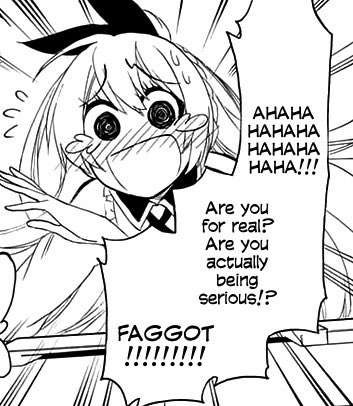 AHAHA
HAHAHA
HAHAHA
HAHA!!!
Are you
for real?
Are you
actually
being
serious!?
FAGGOT
!!!!!!!!!